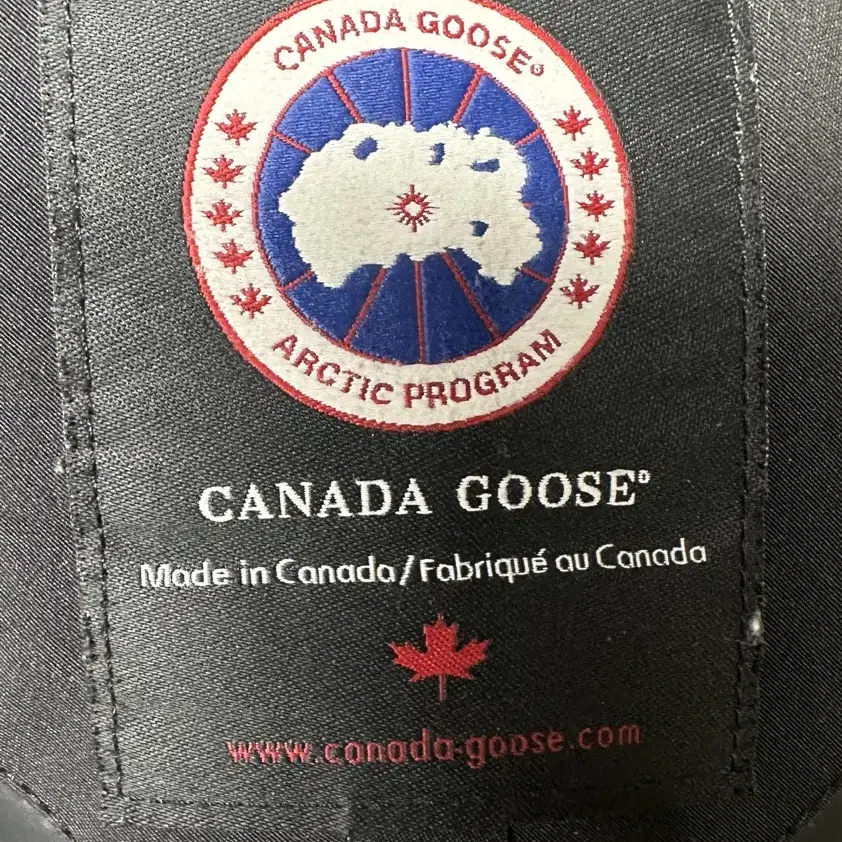 CANADA GOOSE®
ARCTIC PROGRAM
CANADA GOOSE®
Made in Canada/Fabriqué au Canada
www.canada-goose.com